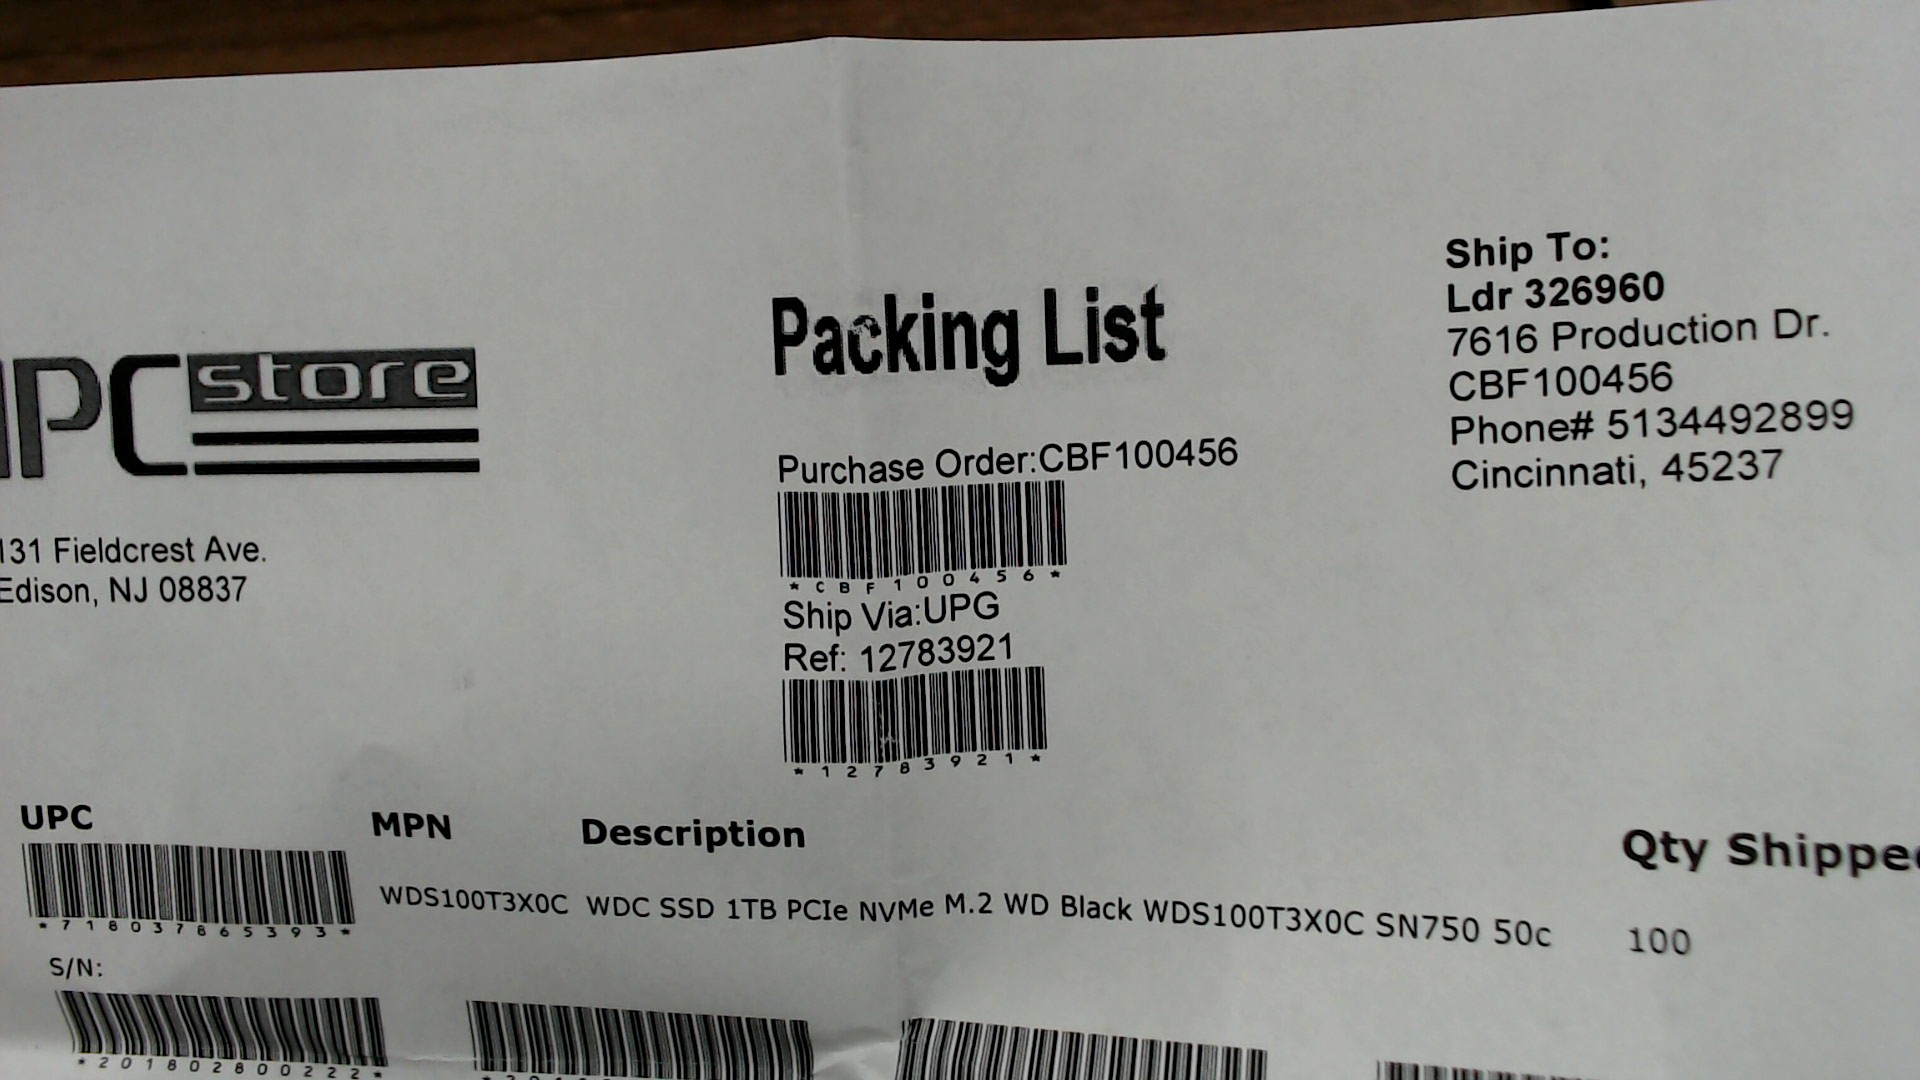 PC store
131 Fieldcrest Ave.
Edison, NJ 08837
Packing List
Purchase Order:CBF100456
*CBF100456*
Ship Via:UPG
Ref: 12783921
*12783921*
Ship To:
Ldr 326960
7616 Production Dr.
CBF100456
Phone# 5134492899
Cincinnati, 45237
UPC MPN Description Qty Shipped
*718037865393*
WDS100T3X0C WDC SSD 1TB PCIe NVMe M.2 WD Black WDS100T3X0C SN750 50c 100
S/N:
*201802800222*